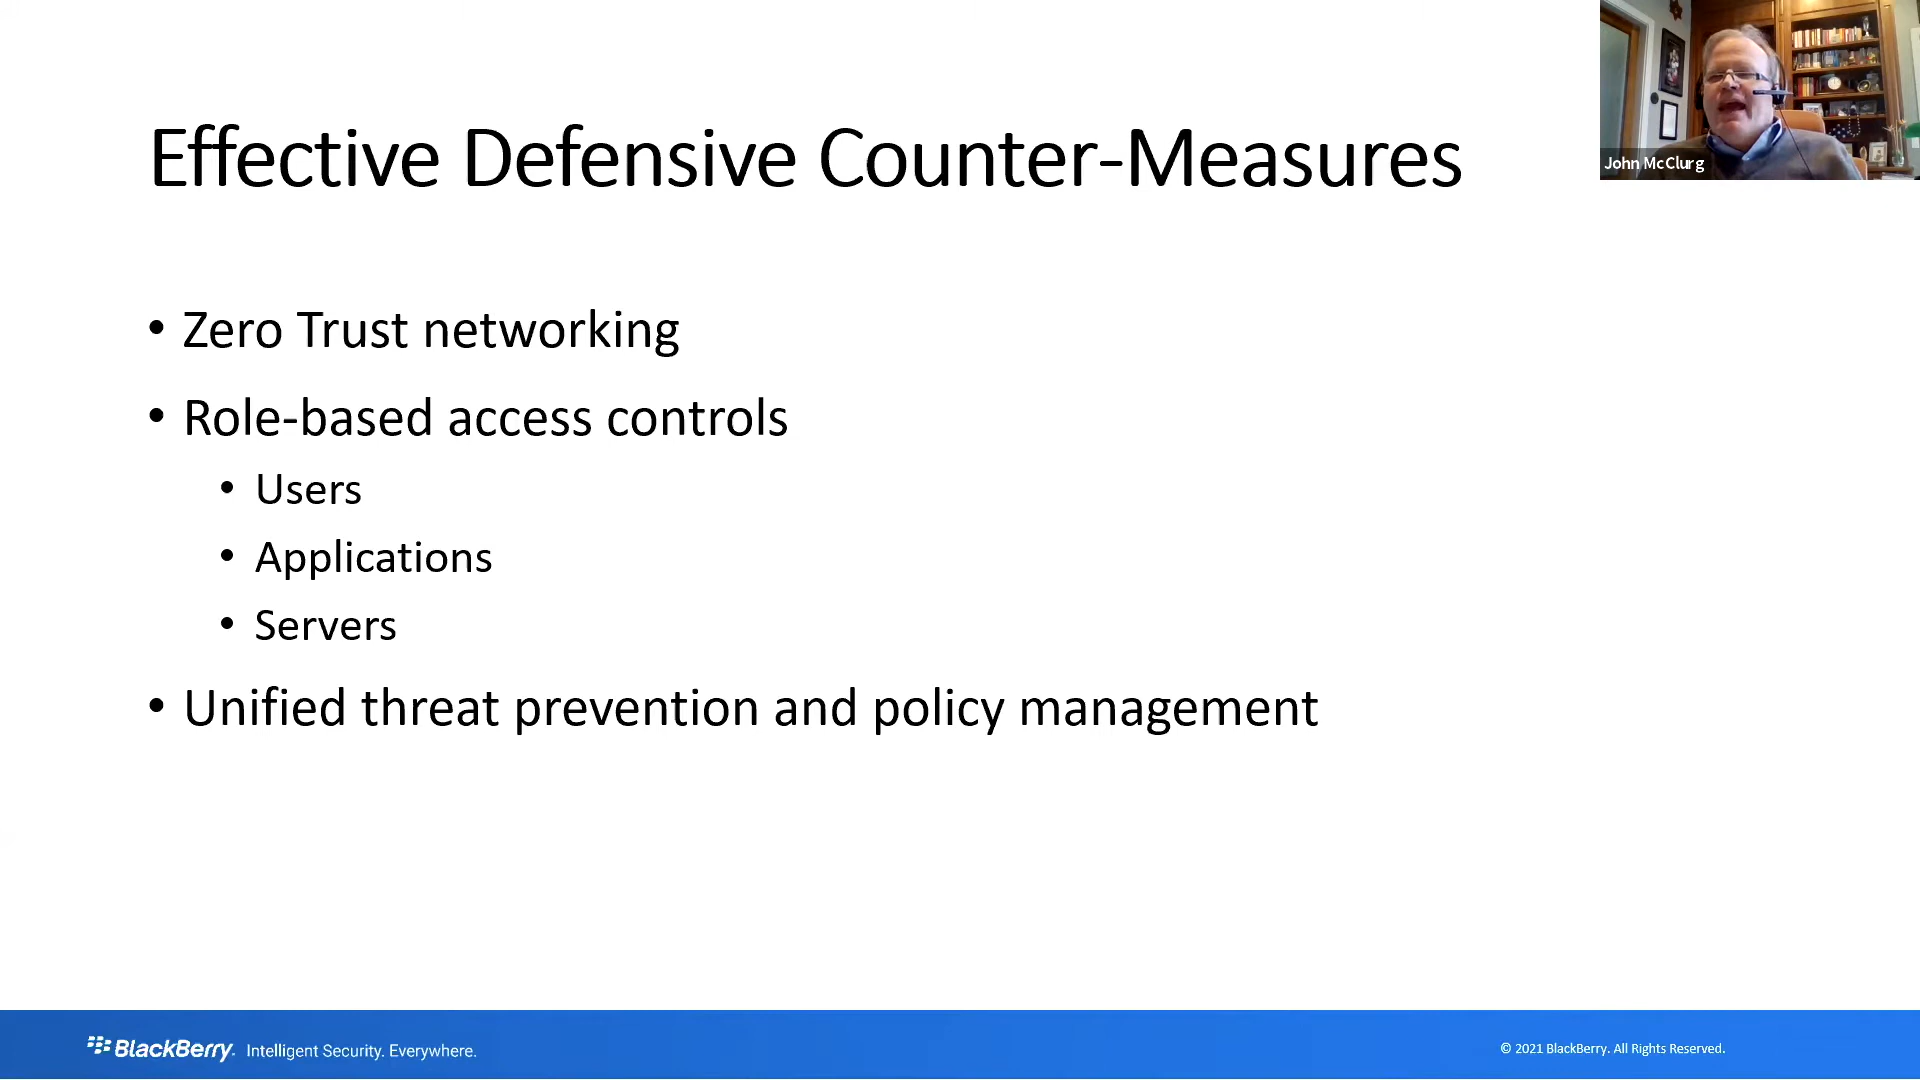 Effective Defensive Counter-Measures
John McClurg
• Zero Trust networking
• Role-based access controls
• Users
• Applications
• Servers
• Unified threat prevention and policy management
BlackBerry. Intelligent Security. Everywhere.
© 2021 BlackBerry. All Rights Reserved.